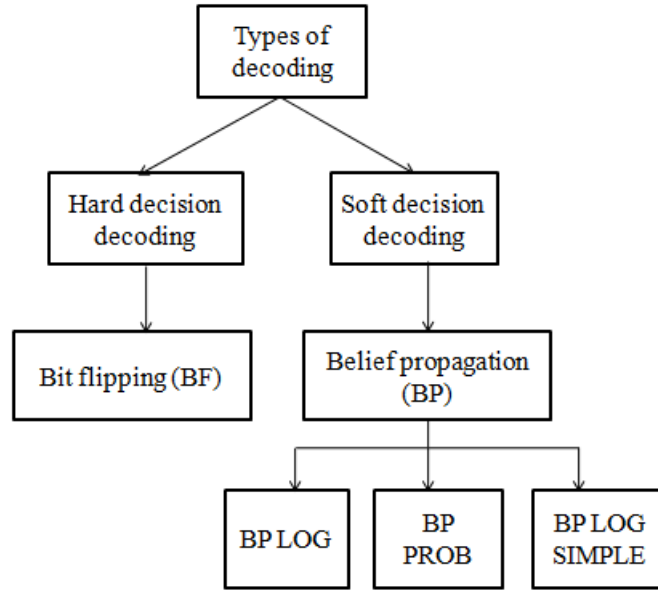 Types of
decoding
Hard decision
decoding
Soft decision
decoding
Bit flipping (BF)
Belief propagation
(BP)
BP LOG
BP
PROB
BP LOG
SIMPLE